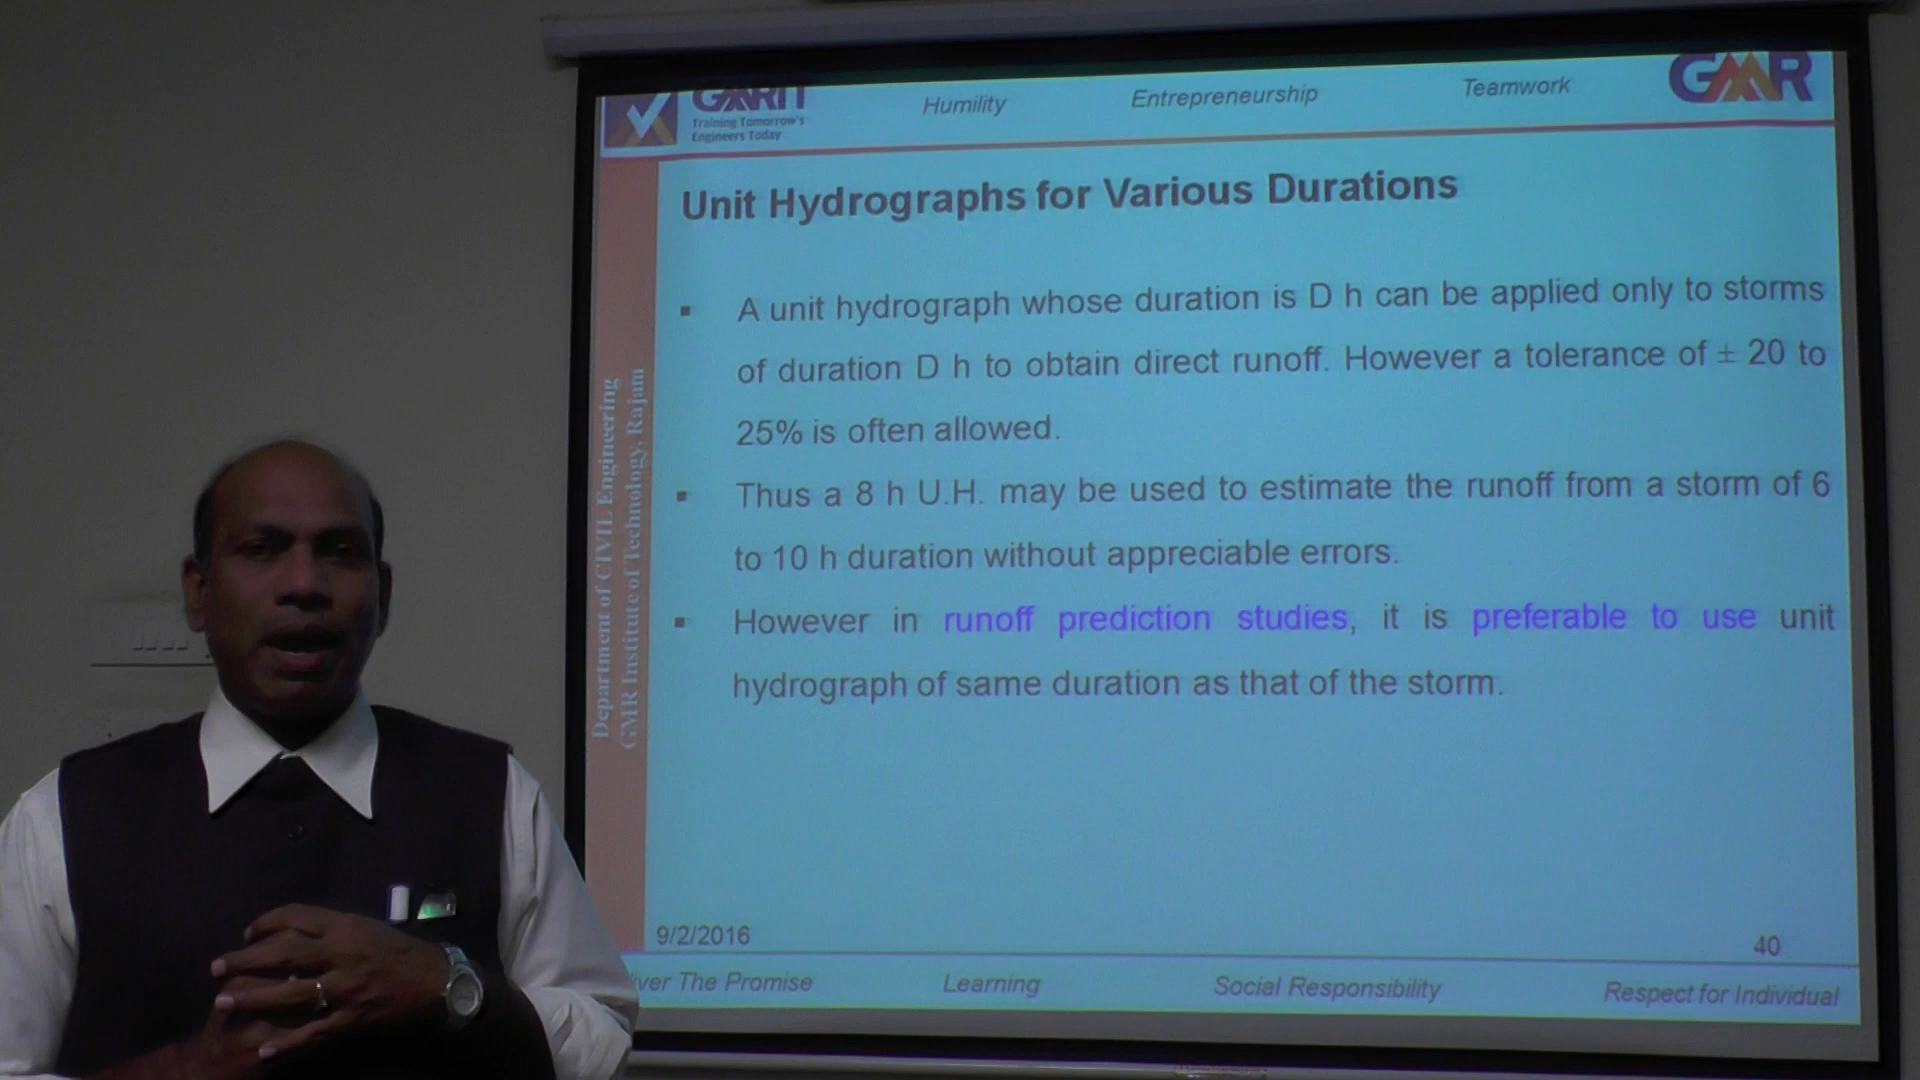 GMRIT
Training Tomorrow's
Engineers Today
Humility
Entrepreneurship
Teamwork
GMR
Unit Hydrographs for Various Durations
▪ A unit hydrograph whose duration is D h can be applied only to storms
of duration D h to obtain direct runoff. However a tolerance of ± 20 to
25% is often allowed.
▪ Thus a 8 h U.H. may be used to estimate the runoff from a storm of 6
to 10 h duration without appreciable errors.
▪ However in runoff prediction studies, it is preferable to use unit
hydrograph of same duration as that of the storm.
Department of CIVIL Engineering
GMR Institute of Technology, Rajam
9/2/2016
40
ver The Promise
Learning
Social Responsibility
Respect for Individual